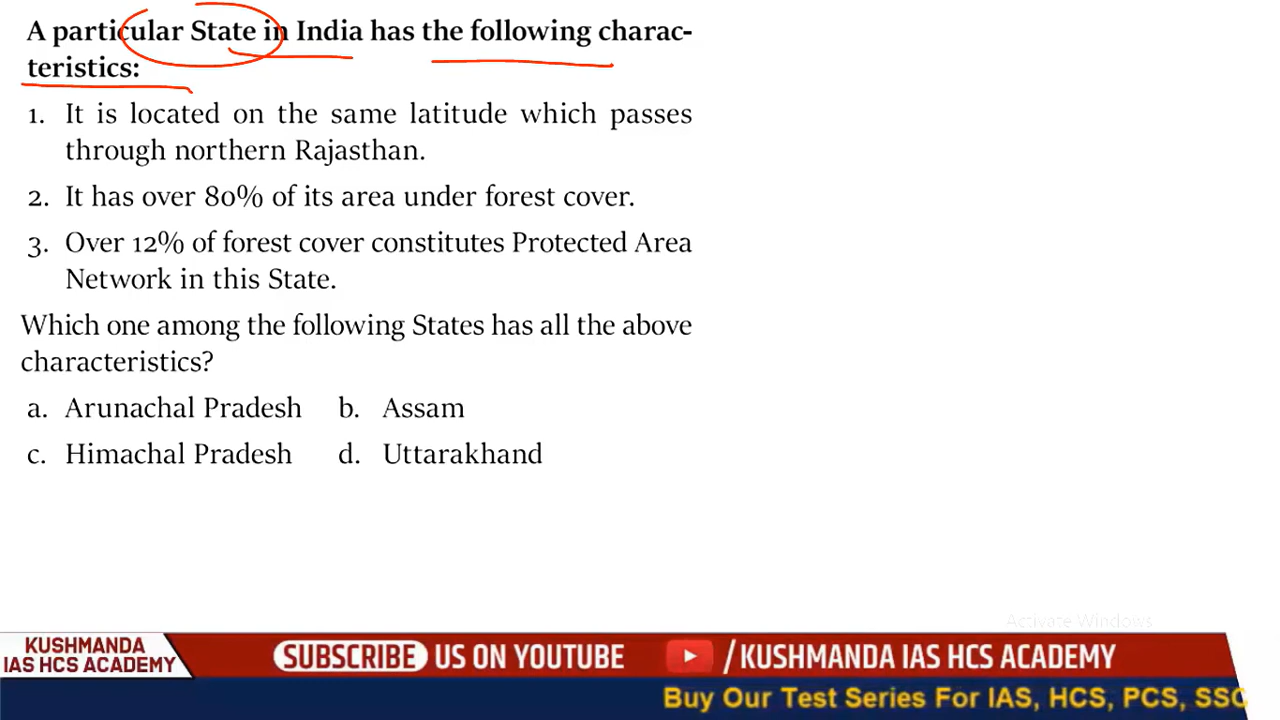 A particular State in India has the following charac-
teristics:
1. It is located on the same latitude which passes
through northern Rajasthan.
2. It has over 80% of its area under forest cover.
3. Over 12% of forest cover constitutes Protected Area
Network in this State.
Which one among the following States has all the above
characteristics?
a. Arunachal Pradesh b. Assam
c. Himachal Pradesh d. Uttarakhand
Activate Windows
KUSHMANDA
IAS HCS ACADEMY
SUBSCRIBE US ON YOUTUBE /KUSHMANDA IAS HCS ACADEMY
Buy Our Test Series For IAS, HCS, PCS, SSC